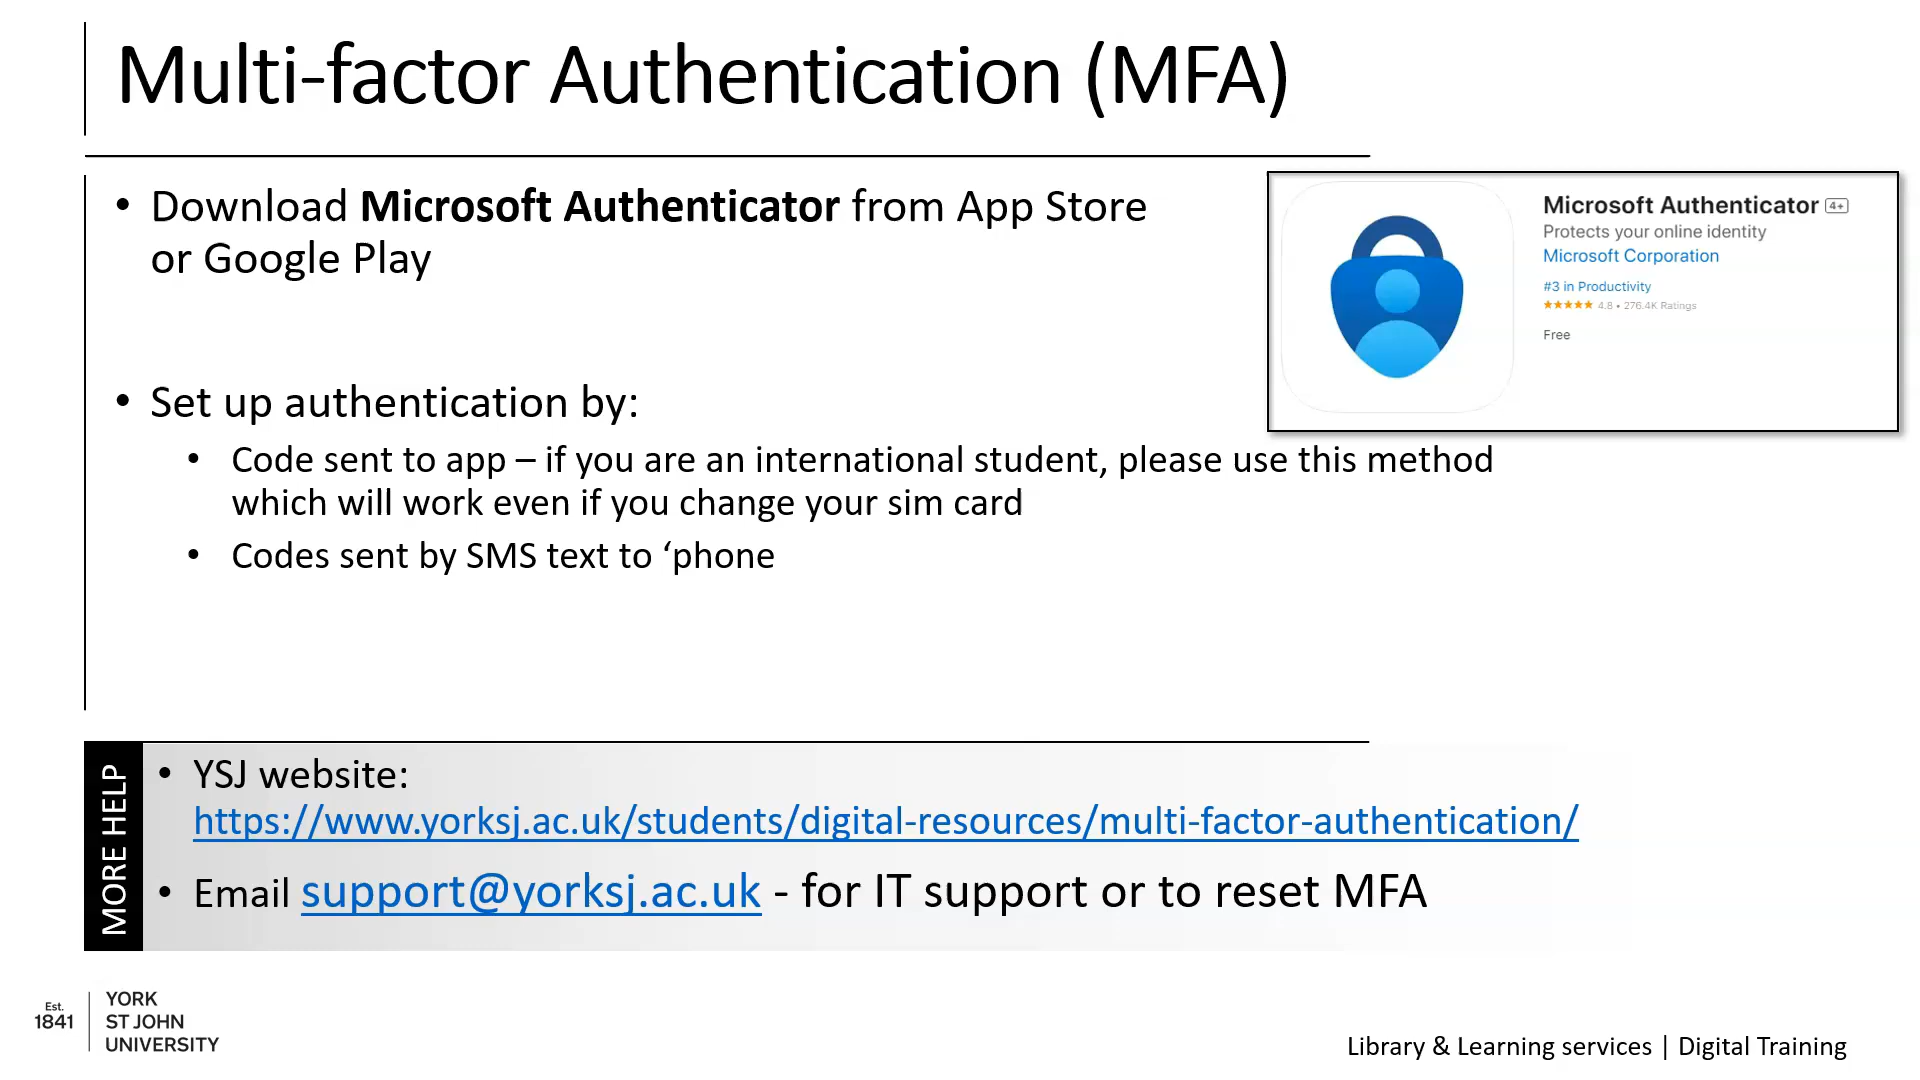 Multi-factor Authentication (MFA)
• Download Microsoft Authenticator from App Store
or Google Play
Microsoft Authenticator 4+
Protects your online identity
Microsoft Corporation
#3 in Productivity
★★★★★ 4.8 • 276.4K Ratings
Free
• Set up authentication by:
• Code sent to app – if you are an international student, please use this method
which will work even if you change your sim card
• Codes sent by SMS text to ‘phone
MORE HELP
• YSJ website:
https://www.yorksj.ac.uk/students/digital-resources/multi-factor-authentication/
• Email support@yorksj.ac.uk - for IT support or to reset MFA
Est.
1841
YORK
ST JOHN
UNIVERSITY
Library & Learning services | Digital Training